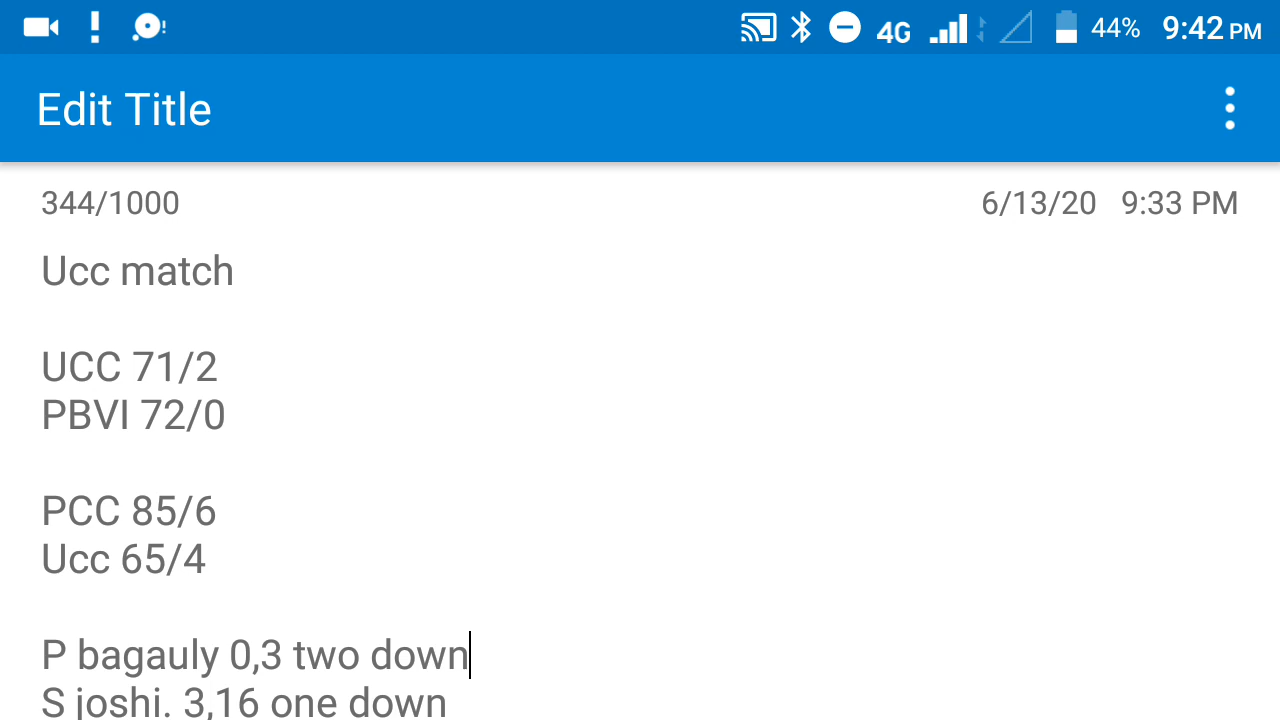 4G 44% 9:42 PM
Edit Title
344/1000 6/13/20 9:33 PM
Ucc match
UCC 71/2
PBVI 72/0
PCC 85/6
Ucc 65/4
P bagauly 0,3 two down
S joshi. 3,16 one down